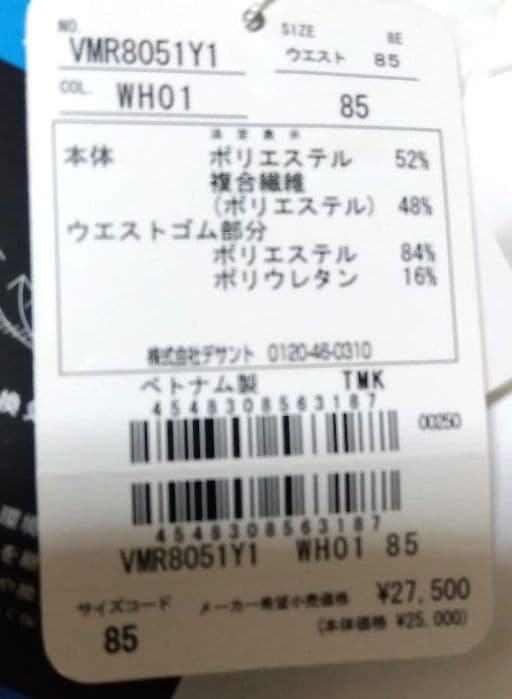 NO.
VMR8051Y1
SIZE BE
ウエスト 85
COL. WH01
85
本体 ポリエステル 52%
複合繊維
(ポリエステル) 48%
ウエストゴム部分
ポリエステル 84%
ポリウレタン 16%
株式会社デサント 0120-46-0310
ベトナム製 TMK
4548308563187
00250
4548308563187
VMR8051Y1 WH01 85
サイズコード メーカー希望小売価格 ¥27,500
85 (本体価格 ¥25,000)